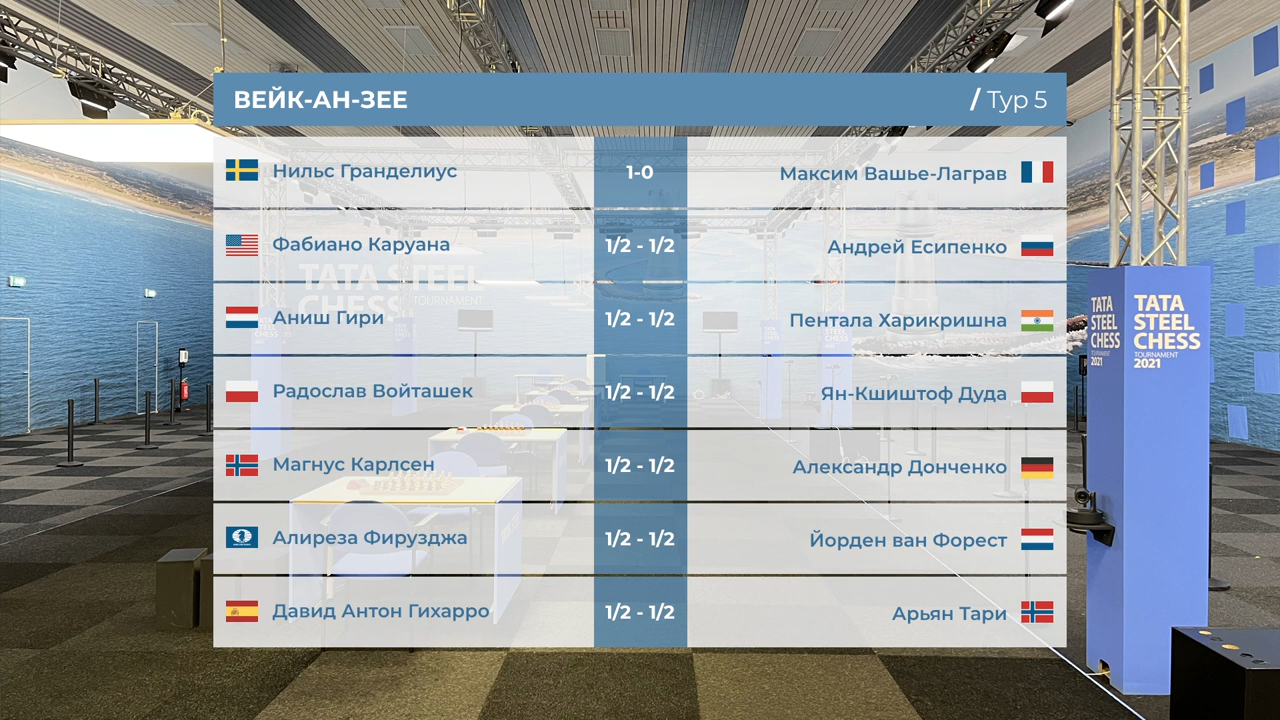 ВЕЙК-АН-ЗЕЕ / Тур 5
Нильс Гранделиус 1-0 Максим Вашье-Лаграв
Фабиано Каруана 1/2 - 1/2 Андрей Есипенко
Аниш Гири 1/2 - 1/2 Пентала Харикришна
Радослав Войташек 1/2 - 1/2 Ян-Кшиштоф Дуда
Магнус Карлсен 1/2 - 1/2 Александр Донченко
Алиреза Фирузджа 1/2 - 1/2 Йорден ван Форест
Давид Антон Гихарро 1/2 - 1/2 Арьян Тари
TATA STEEL
CHESS TOURNAMENT
TATA
STEEL
CHESS
2021
TATA
STEEL
CHESS
TOURNAMENT
2021